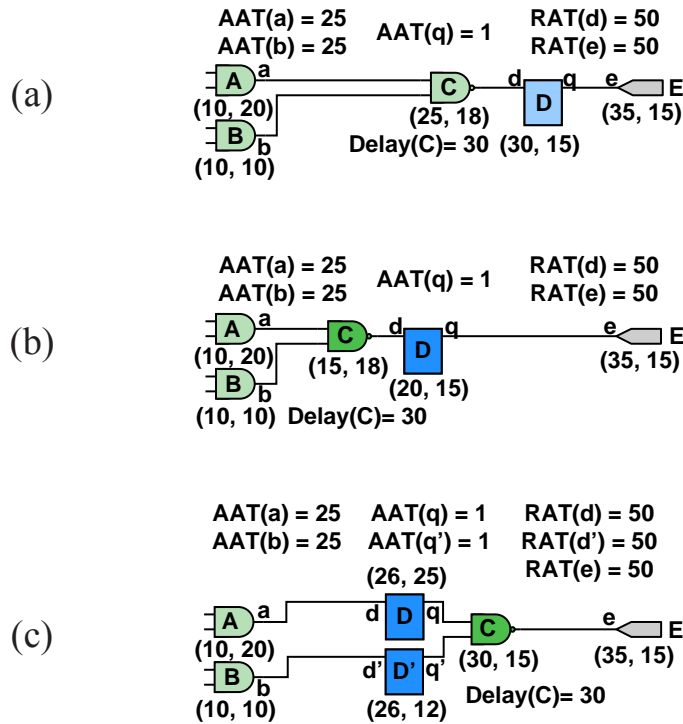 AAT(a) = 25 AAT(q) = 1 RAT(d) = 50
AAT(b) = 25 RAT(e) = 50
(a) A a C d D q e E
(10, 20) (25, 18) (35, 15)
B b Delay(C)= 30 (30, 15)
(10, 10)
AAT(a) = 25 AAT(q) = 1 RAT(d) = 50
AAT(b) = 25 RAT(e) = 50
(b) A a C d D q e E
(10, 20) (15, 18) (35, 15)
B b (20, 15)
(10, 10) Delay(C)= 30
AAT(a) = 25 AAT(q) = 1 RAT(d) = 50
AAT(b) = 25 AAT(q’) = 1 RAT(d’) = 50
(26, 25) RAT(e) = 50
(c) A a d D q C e E
(10, 20) (30, 15) (35, 15)
B b d' D' q'
(10, 10) (26, 12) Delay(C)= 30